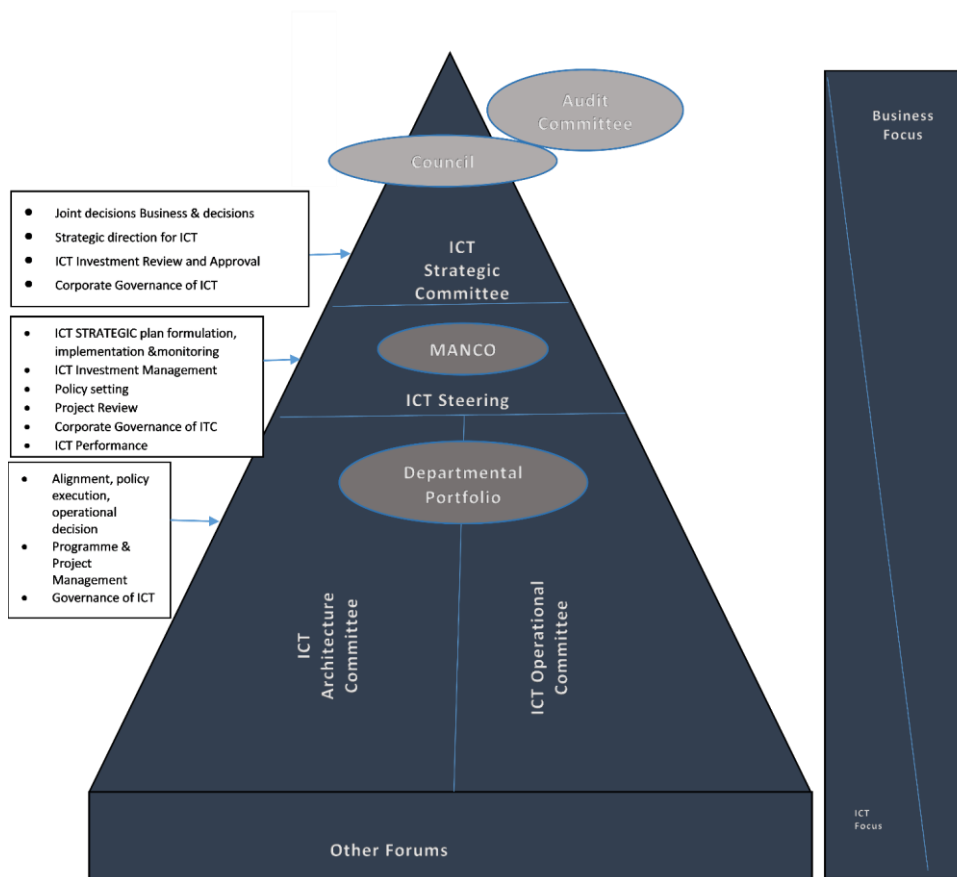 Audit
Committee
Business
Focus
Council
● Joint decisions Business & decisions
● Strategic direction for ICT
● ICT Investment Review and Approval
● Corporate Governance of ICT
ICT
Strategic
Committee
• ICT STRATEGIC plan formulation,
implementation &monitoring
• ICT Investment Management
• Policy setting
• Project Review
• Corporate Governance of ITC
• ICT Performance
MANCO
ICT Steering
Departmental
Portfolio
• Alignment, policy
execution,
operational
decision
• Programme &
Project
Management
• Governance of ICT
ICT
Architecture
Committee
ICT Operational
Committee
ICT
Focus
Other Forums